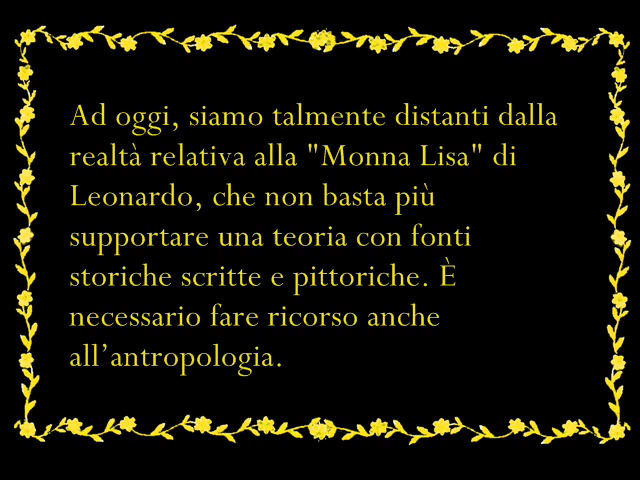 Ad oggi, siamo talmente distanti dalla
realtà relativa alla "Monna Lisa" di
Leonardo, che non basta più
supportare una teoria con fonti
storiche scritte e pittoriche. È
necessario fare ricorso anche
all’antropologia.